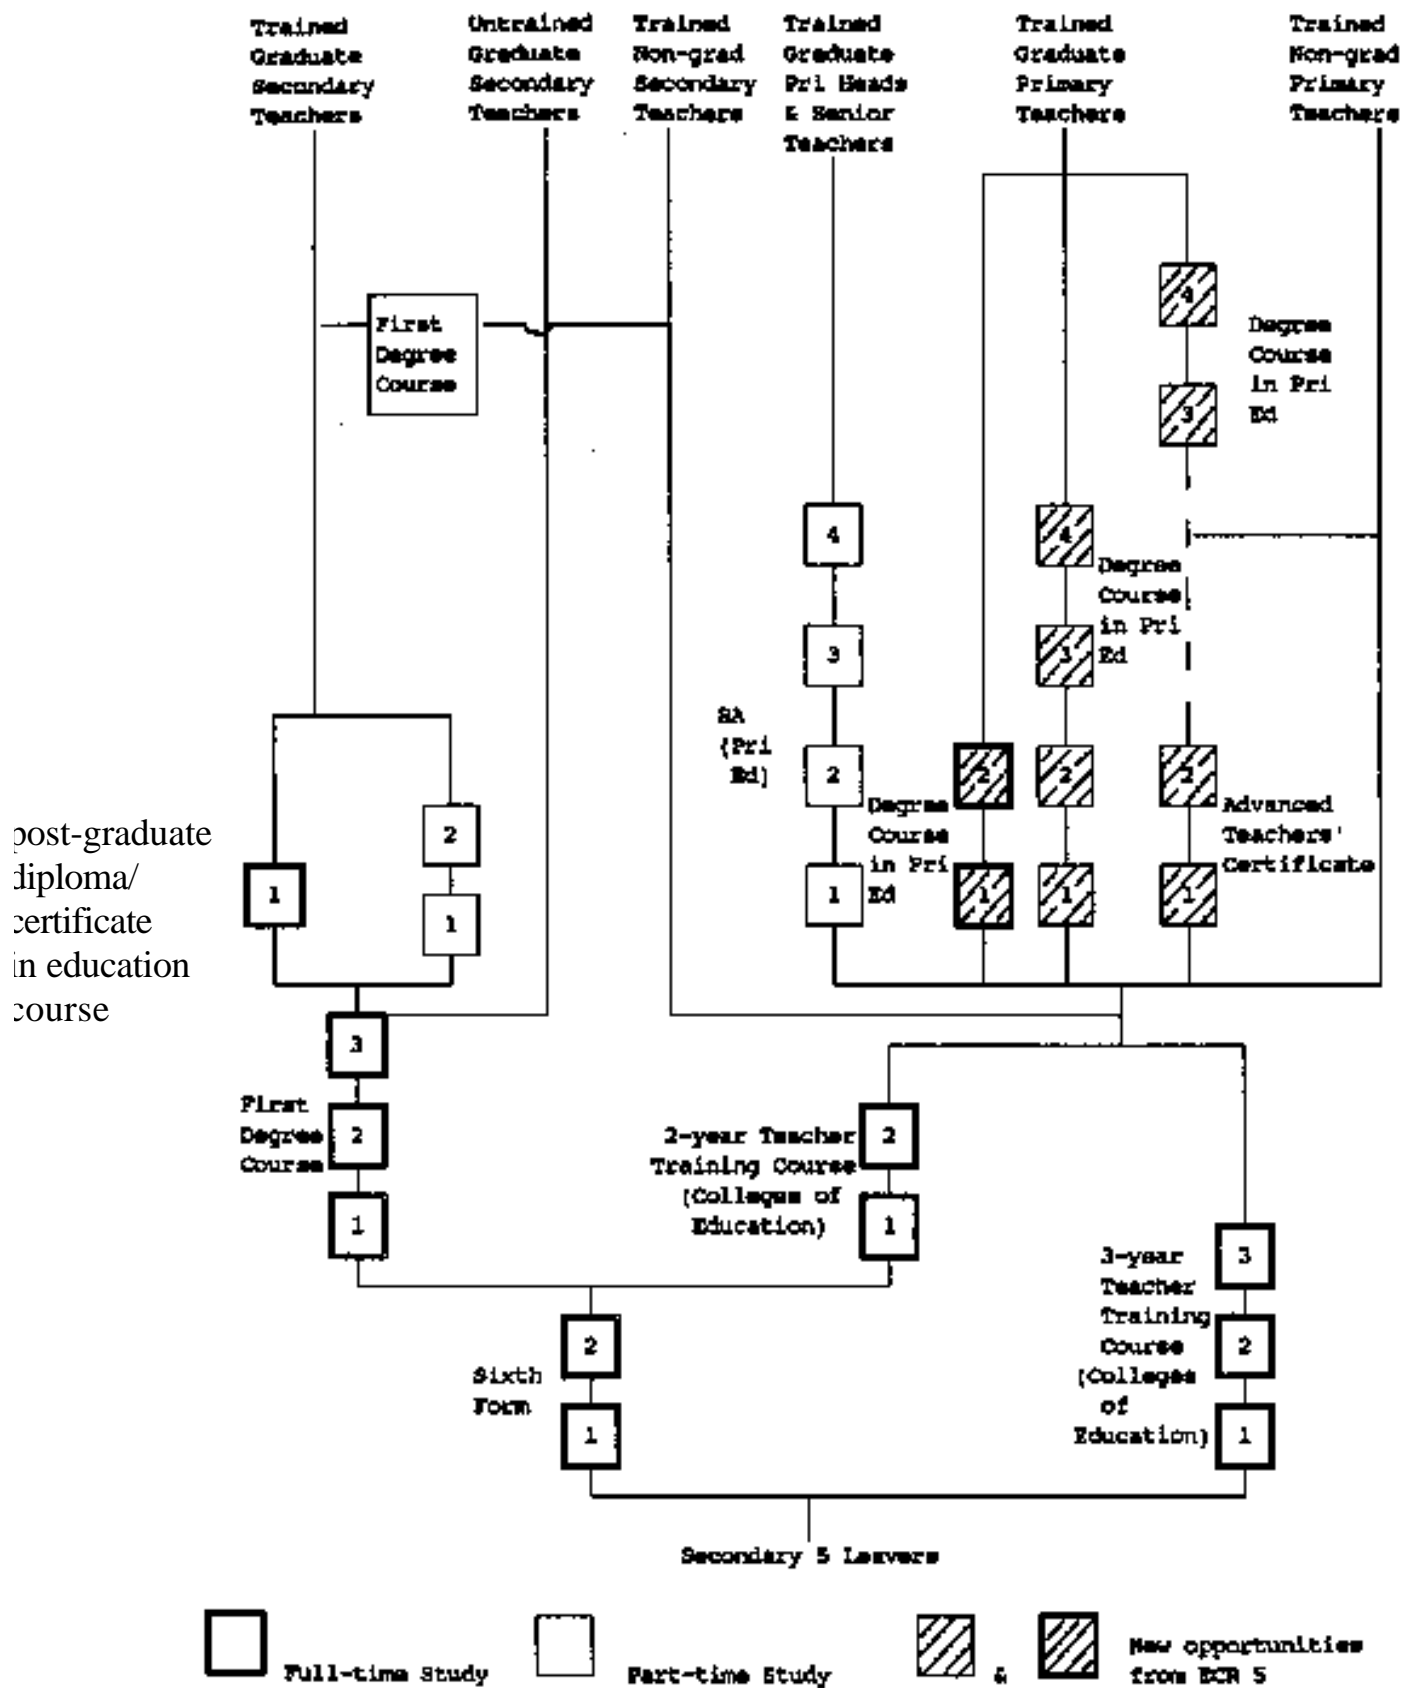 Trained
Graduate
Secondary
Teachers
Untrained
Graduate
Secondary
Teachers
Trained
Non-grad
Secondary
Teachers
Trained
Graduate
Pri Heads
& Senior
Teachers
Trained
Graduate
Primary
Teachers
Trained
Non-grad
Primary
Teachers
First
Degree
Course
4
3
Degree
Course
in Pri
Ed
4
3
2
1
BA
(Pri
Ed)
4
3
2
1
Degree
Course
in Pri
Ed
2
1
Degree
Course
in Pri
Ed
2
1
Advanced
Teachers'
Certificate
post-graduate
diploma/
certificate
in education
course
1
2
1
3
2
1
First
Degree
Course
2-year Teacher
Training Course
(Colleges of
Education)
2
1
3-year
Teacher
Training
Course
(Colleges
of
Education)
3
2
1
Sixth
Form
2
1
Secondary 5 Leavers
Full-time Study
Part-time Study
&
New opportunities
from ECR 5